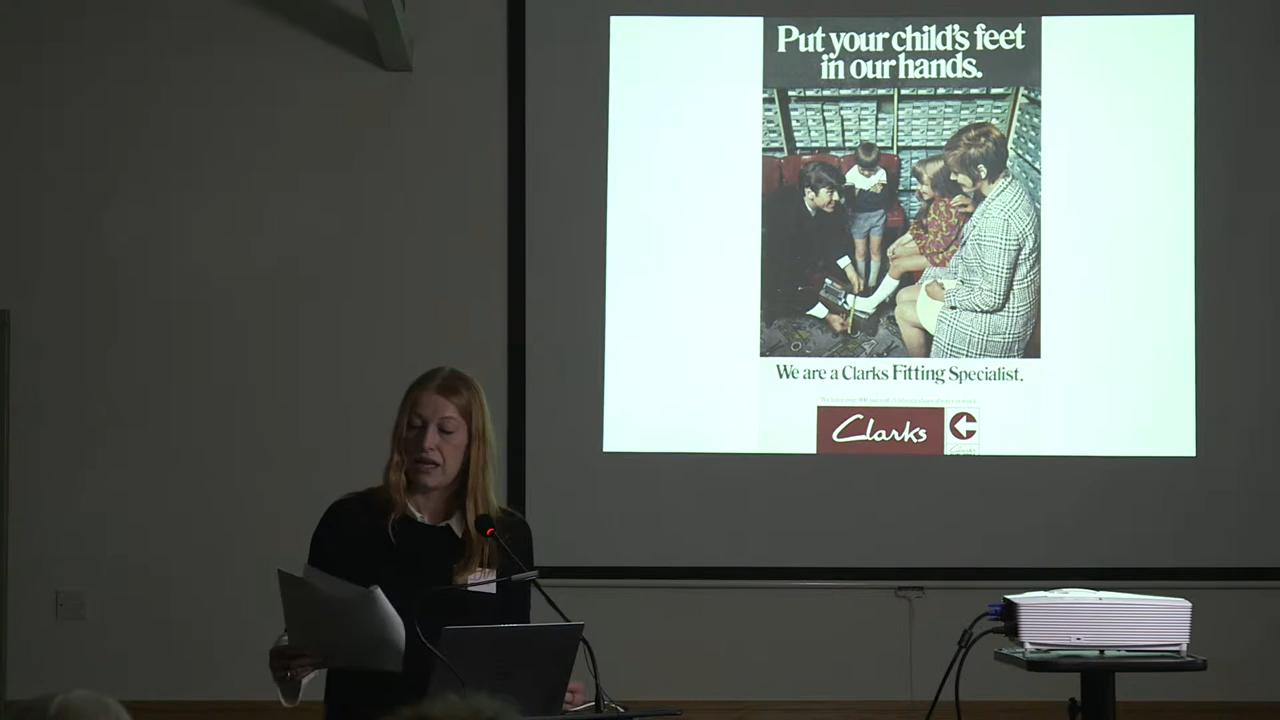 Put your child's feet
in our hands.
We are a Clarks Fitting Specialist.
Clarks